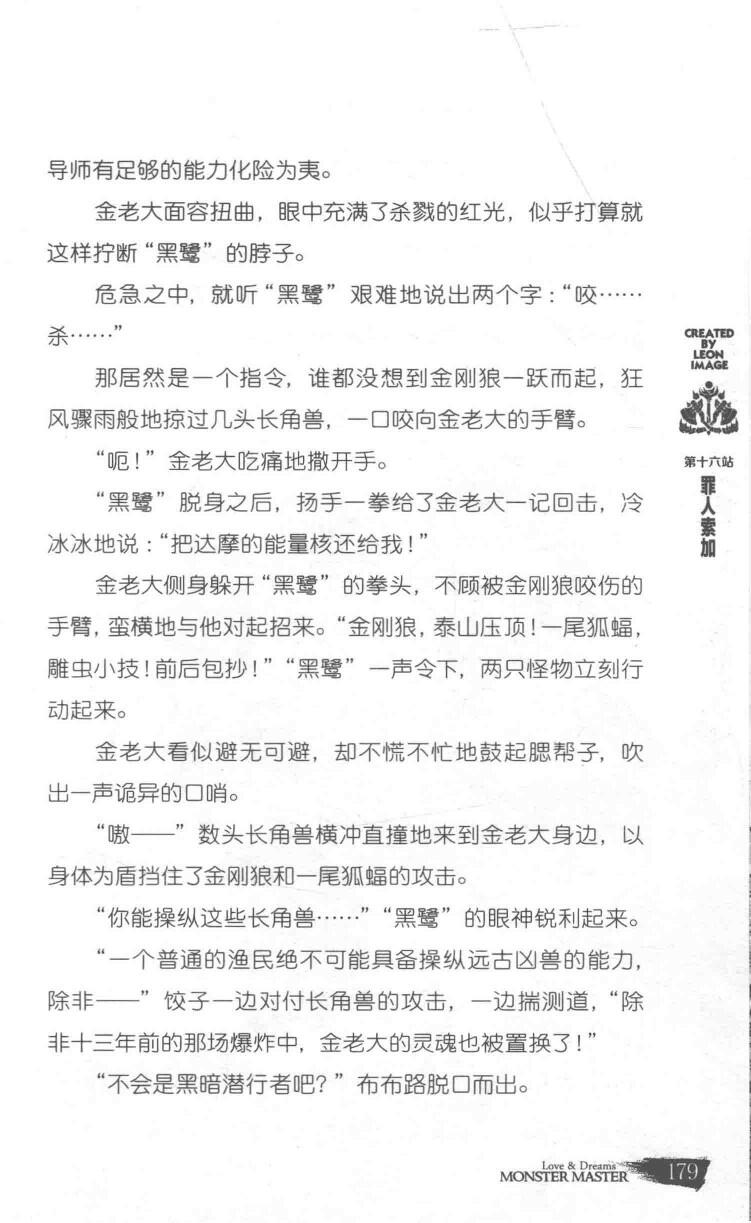 导师有足够的能力化险为夷。
金老大面容扭曲，眼中充满了杀戮的红光，似乎打算就
这样拧断“黑鹭”的脖子。
危急之中，就听“黑鹭”艰难地说出两个字：“咬……
杀……”
那居然是一个指令，谁都没想到金刚狼一跃而起，狂
风骤雨般地掠过几头长角兽，一口咬向金老大的手臂。
“呃！”金老大吃痛地撒开手。
“黑鹭”脱身之后，扬手一拳给了金老大一记回击，冷
冰冰地说：“把达摩的能量核还给我！”
金老大侧身躲开“黑鹭”的拳头，不顾被金刚狼咬伤的
手臂，蛮横地与他对起招来。“金刚狼，泰山压顶！一尾狐蝠，
雕虫小技！前后包抄！”“黑鹭”一声令下，两只怪物立刻行
动起来。
金老大看似避无可避，却不慌不忙地鼓起腮帮子，吹
出一声诡异的口哨。
“嗷——”数头长角兽横冲直撞地来到金老大身边，以
身体为盾挡住了金刚狼和一尾狐蝠的攻击。
“你能操纵这些长角兽……”“黑鹭”的眼神锐利起来。
“一个普通的渔民绝不可能具备操纵远古凶兽的能力，
除非——”饺子一边对付长角兽的攻击，一边揣测道，“除
非十三年前的那场爆炸中，金老大的灵魂也被置换了！”
“不会是黑暗潜行者吧？”布布路脱口而出。
CREATED
BY
LEON
IMAGE
第十六站
罪人索加
Love & Dreams
MONSTER MASTER
179